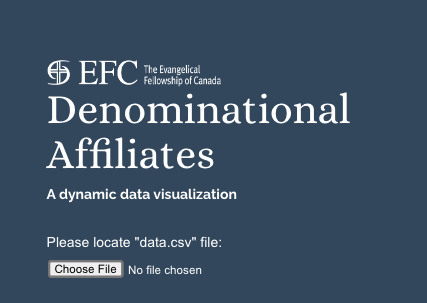 EFC The Evangelical
Fellowship of Canada
Denominational
Affiliates
A dynamic data visualization
Please locate "data.csv" file:
Choose File No file chosen